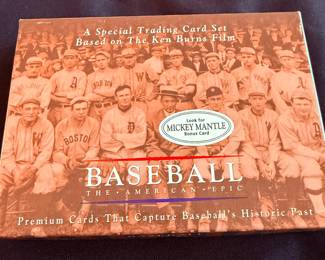 A Special Trading Card Set
Based on The Ken Burns Film
Look for
MICKEY MANTLE
Bonus Card
BOSTON
BASEBALL
THE • AMERICAN • EPIC
Premium Cards That Capture Baseball's Historic Past